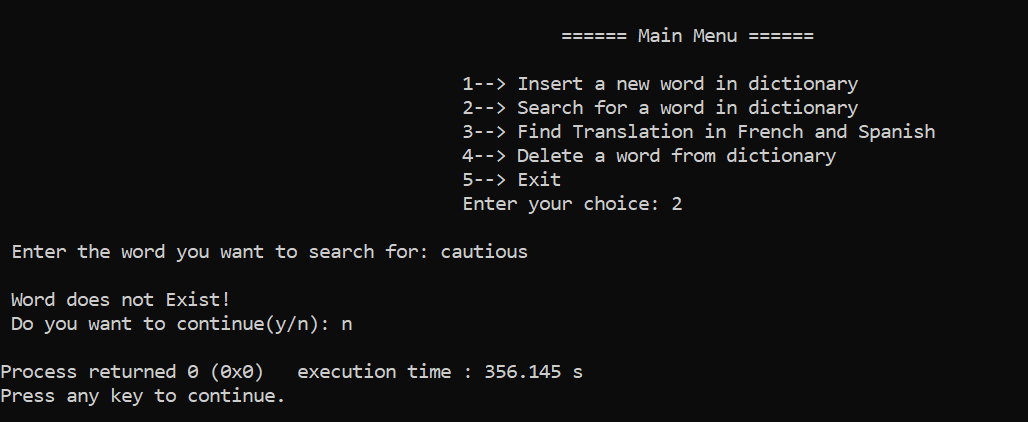 ====== Main Menu ======
1--> Insert a new word in dictionary
2--> Search for a word in dictionary
3--> Find Translation in French and Spanish
4--> Delete a word from dictionary
5--> Exit
Enter your choice: 2
Enter the word you want to search for: cautious
Word does not Exist!
Do you want to continue(y/n): n
Process returned 0 (0x0)   execution time : 356.145 s
Press any key to continue.